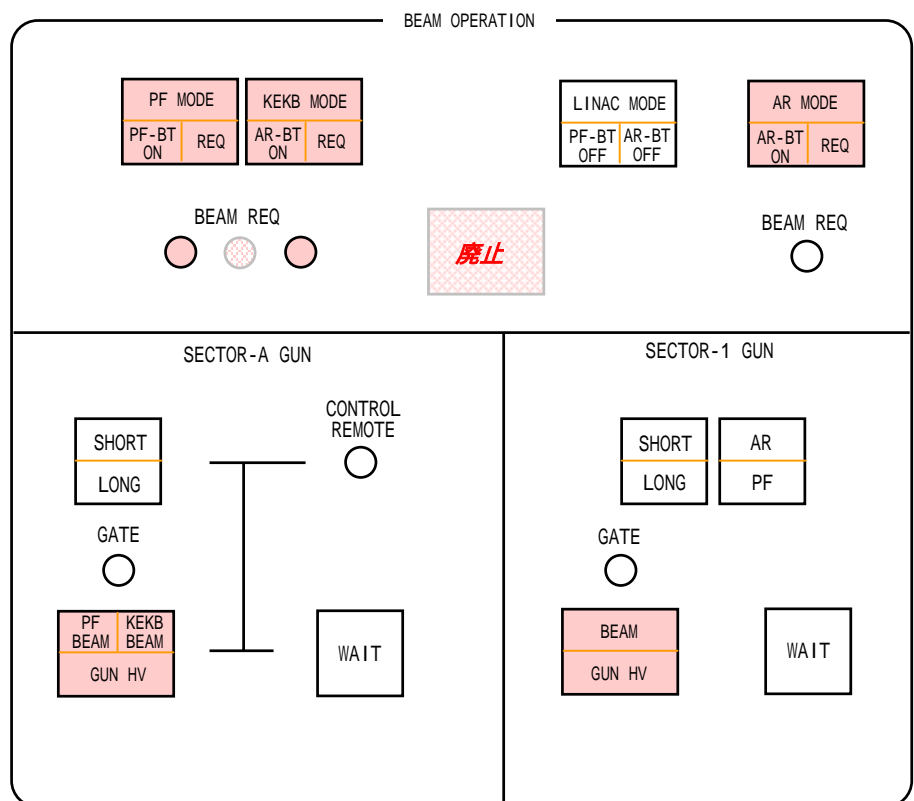 BEAM OPERATION
PF MODE
PF-BT ON
REQ
KEKB MODE
AR-BT ON
REQ
LINAC MODE
PF-BT OFF
AR-BT OFF
AR MODE
AR-BT ON
REQ
BEAM REQ
廃止
BEAM REQ
SECTOR-A GUN
SHORT
LONG
CONTROL
REMOTE
GATE
PF BEAM
KEKB BEAM
GUN HV
WAIT
SECTOR-1 GUN
SHORT
LONG
AR
PF
GATE
BEAM
GUN HV
WAIT